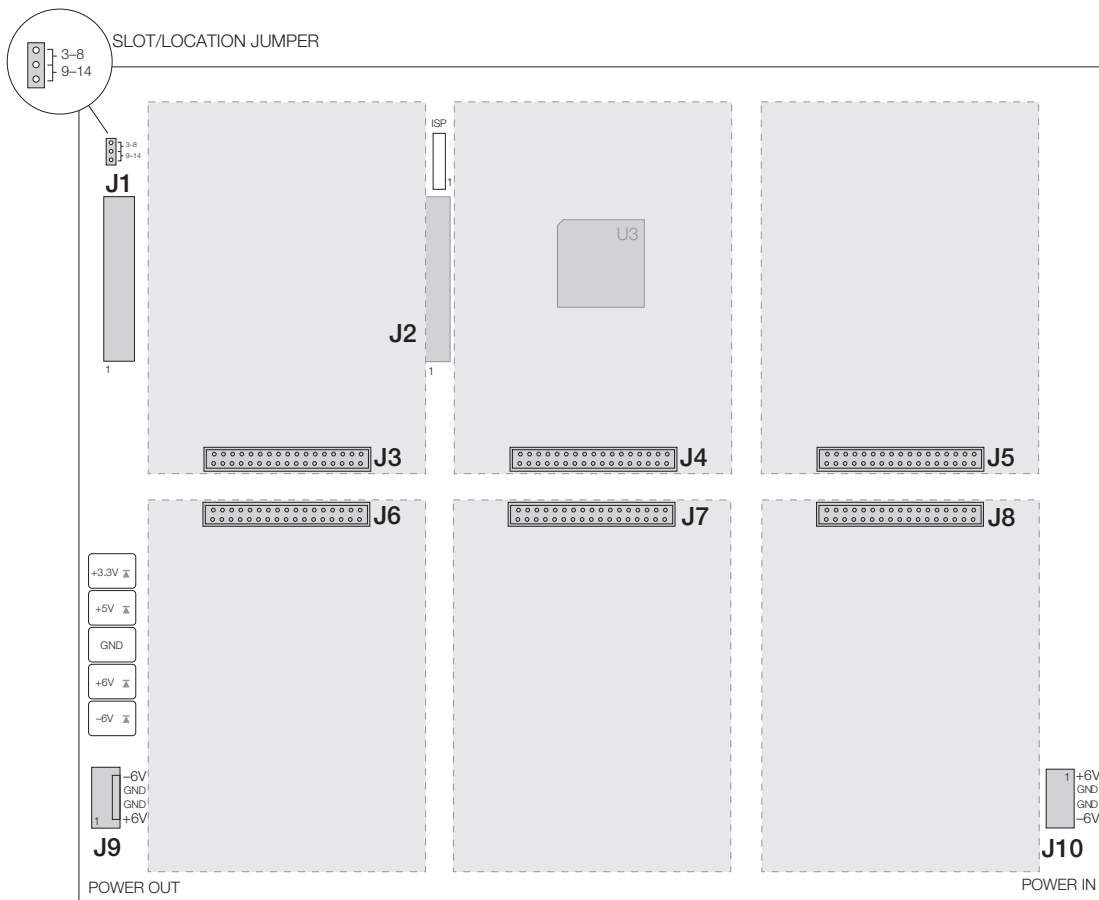 SLOT/LOCATION JUMPER
3–8
9–14
3–8
9–14
J1
1
ISP
1
J2
1
U3
J3
J4
J5
J6
J7
J8
+3.3V
+5V
GND
+6V
–6V
–6V
GND
GND
1 +6V
J9
POWER OUT
1 +6V
GND
GND
–6V
J10
POWER IN